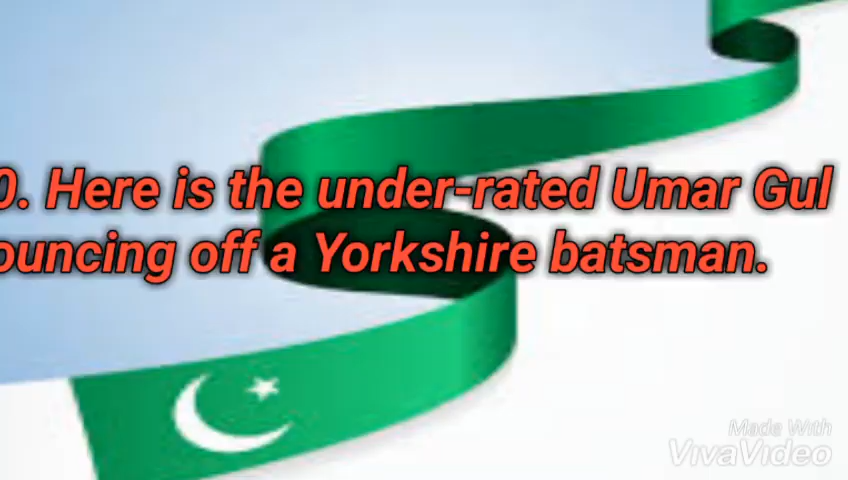 0. Here is the under-rated Umar Gul
ouncing off a Yorkshire batsman.
Made With
VivaVideo